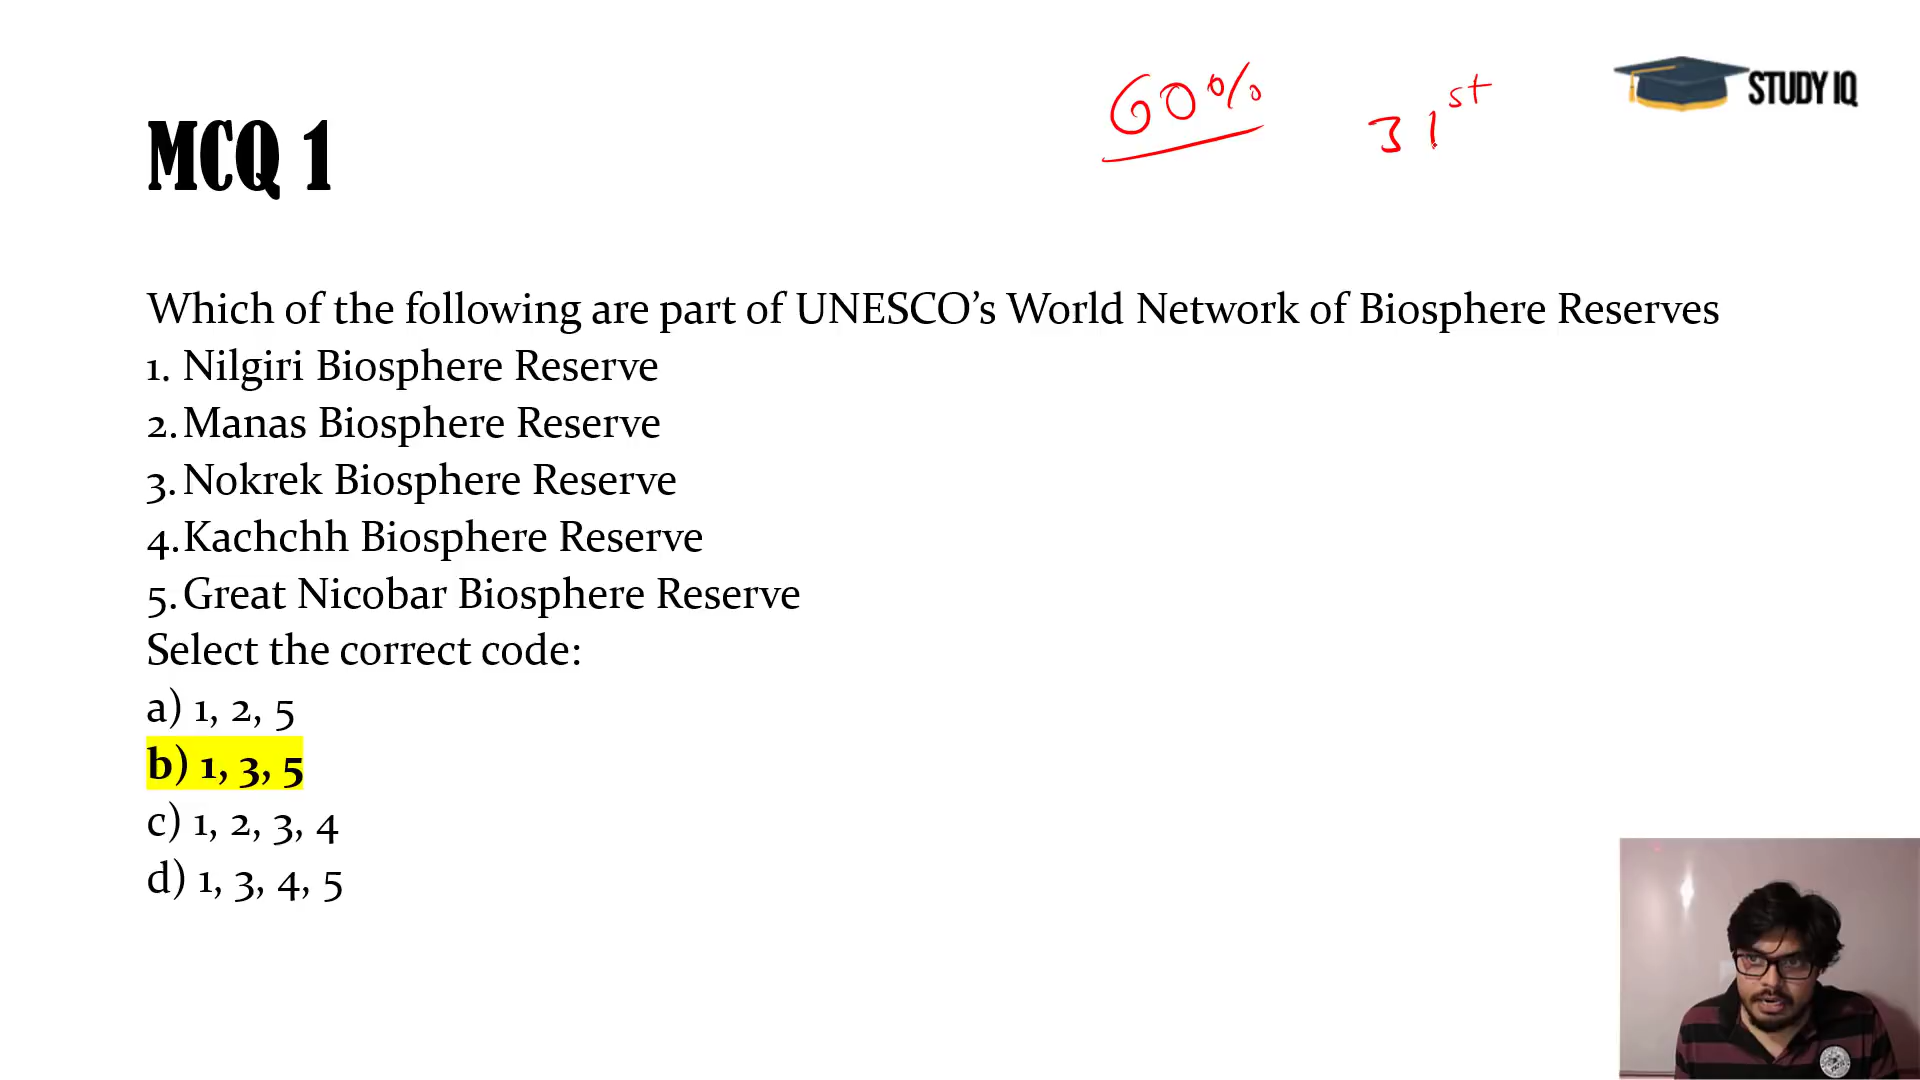 60%
31st
STUDY IQ
MCQ 1
Which of the following are part of UNESCO’s World Network of Biosphere Reserves
1. Nilgiri Biosphere Reserve
2. Manas Biosphere Reserve
3. Nokrek Biosphere Reserve
4. Kachchh Biosphere Reserve
5. Great Nicobar Biosphere Reserve
Select the correct code:
a) 1, 2, 5
b) 1, 3, 5
c) 1, 2, 3, 4
d) 1, 3, 4, 5